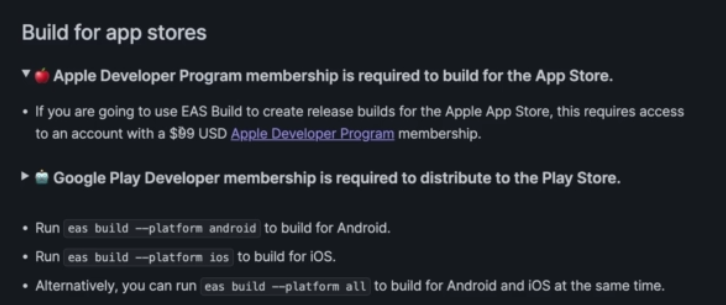 Build for app stores
Apple Developer Program membership is required to build for the App Store.
If you are going to use EAS Build to create release builds for the Apple App Store, this requires access
to an account with a $99 USD Apple Developer Program membership.
Google Play Developer membership is required to distribute to the Play Store.
Run eas build --platform android to build for Android.
Run eas build --platform ios to build for iOS.
Alternatively, you can run eas build --platform all to build for Android and iOS at the same time.